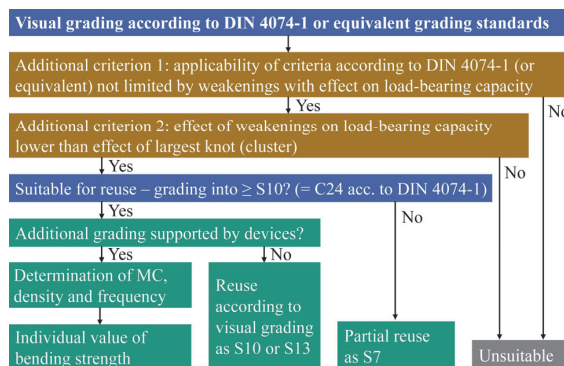 Visual grading according to DIN 4074-1 or equivalent grading standards
Additional criterion 1: applicability of criteria according to DIN 4074-1 (or
equivalent) not limited by weakenings with effect on load-bearing capacity
Yes
No
Additional criterion 2: effect of weakenings on load-bearing capacity
lower than effect of largest knot (cluster)
Yes
No
Suitable for reuse – grading into ≥ S10? (= C24 acc. to DIN 4074-1)
Yes
No
Additional grading supported by devices?
Yes
No
Determination of MC,
density and frequency
Reuse
according to
visual grading
as S10 or S13
Individual value of
bending strength
Partial reuse
as S7
Unsuitable